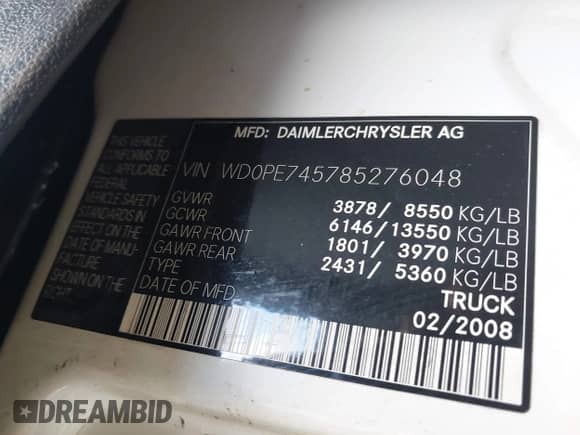 MFD: DAIMLERCHRYSLER AG
THIS VEHICLE
CONFORMS TO
ALL APPLICABLE
FEDERAL
VEHICLE SAFETY
STANDARDS IN
EFFECT ON THE
DATE OF MANU-
FACTURE
SHOWN ON THE
RIGHT
VIN WD0PE745785276048
GVWR 3878/ 8550 KG/LB
GCWR 6146/13550 KG/LB
GAWR FRONT 1801/ 3970 KG/LB
GAWR REAR 2431/ 5360 KG/LB
TYPE TRUCK
DATE OF MFD 02/2008
DREAMBID